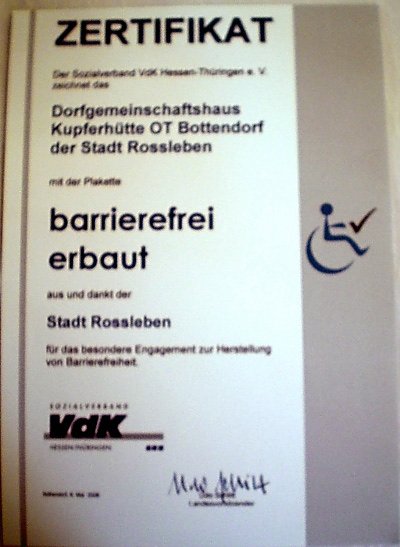 ZERTIFIKAT
Der Sozialverband VdK Hessen-Thüringen e. V.
zeichnet das
Dorfgemeinschaftshaus
Kupferhütte OT Bottendorf
der Stadt Rossleben
mit der Plakette
barrierefrei
erbaut
aus und dankt der
Stadt Rossleben
für das besondere Engagement zur Herstellung
von Barrierefreiheit.
SOZIALVERBAND
VdK
HESSEN-THÜRINGEN
Landesvorsitzender